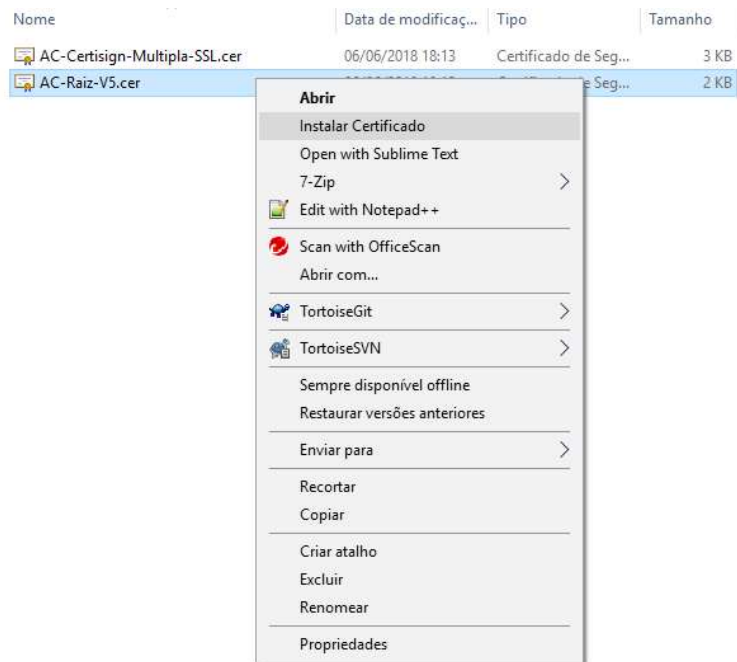 Nome Data de modificaç... Tipo Tamanho
AC-Certisign-Multipla-SSL.cer 06/06/2018 18:13 Certificado de Seg... 3 KB
AC-Raiz-V5.cer e Seg... 2 KB
Abrir
Instalar Certificado
Open with Sublime Text
7-Zip
Edit with Notepad++
Scan with OfficeScan
Abrir com...
TortoiseGit
TortoiseSVN
Sempre disponível offline
Restaurar versões anteriores
Enviar para
Recortar
Copiar
Criar atalho
Excluir
Renomear
Propriedades